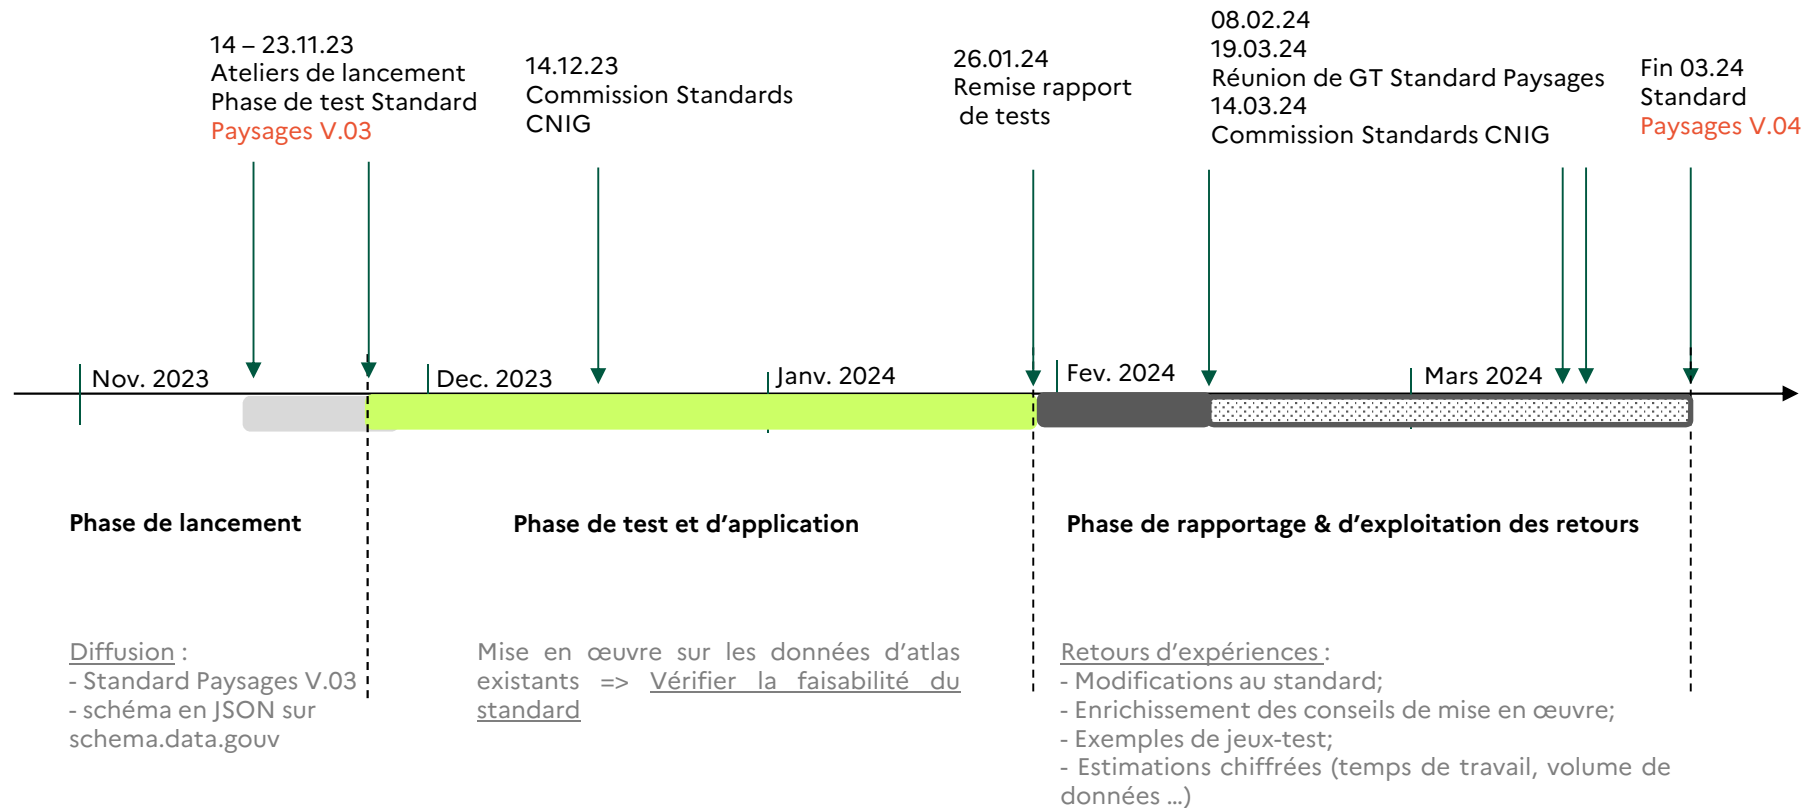 14 – 23.11.23
Ateliers de lancement
Phase de test Standard
Paysages V.03
14.12.23
Commission Standards
CNIG
26.01.24
Remise rapport
de tests
08.02.24
19.03.24
Réunion de GT Standard Paysages
14.03.24
Commission Standards CNIG
Fin 03.24
Standard
Paysages V.04
Nov. 2023
Dec. 2023
Janv. 2024
Fev. 2024
Mars 2024
Phase de lancement
Phase de test et d’application
Phase de rapportage & d’exploitation des retours
Diffusion :
- Standard Paysages V.03
- schéma en JSON sur
schema.data.gouv
Mise en œuvre sur les données d’atlas
existants => Vérifier la faisabilité du
standard
Retours d’expériences :
- Modifications au standard;
- Enrichissement des conseils de mise en œuvre;
- Exemples de jeux-test;
- Estimations chiffrées (temps de travail, volume de
données …)